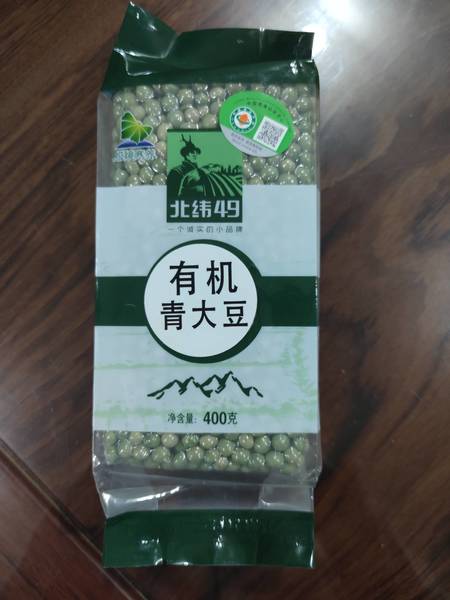 北纬49
一个诚实的小品牌
有机
青大豆
净含量：400克